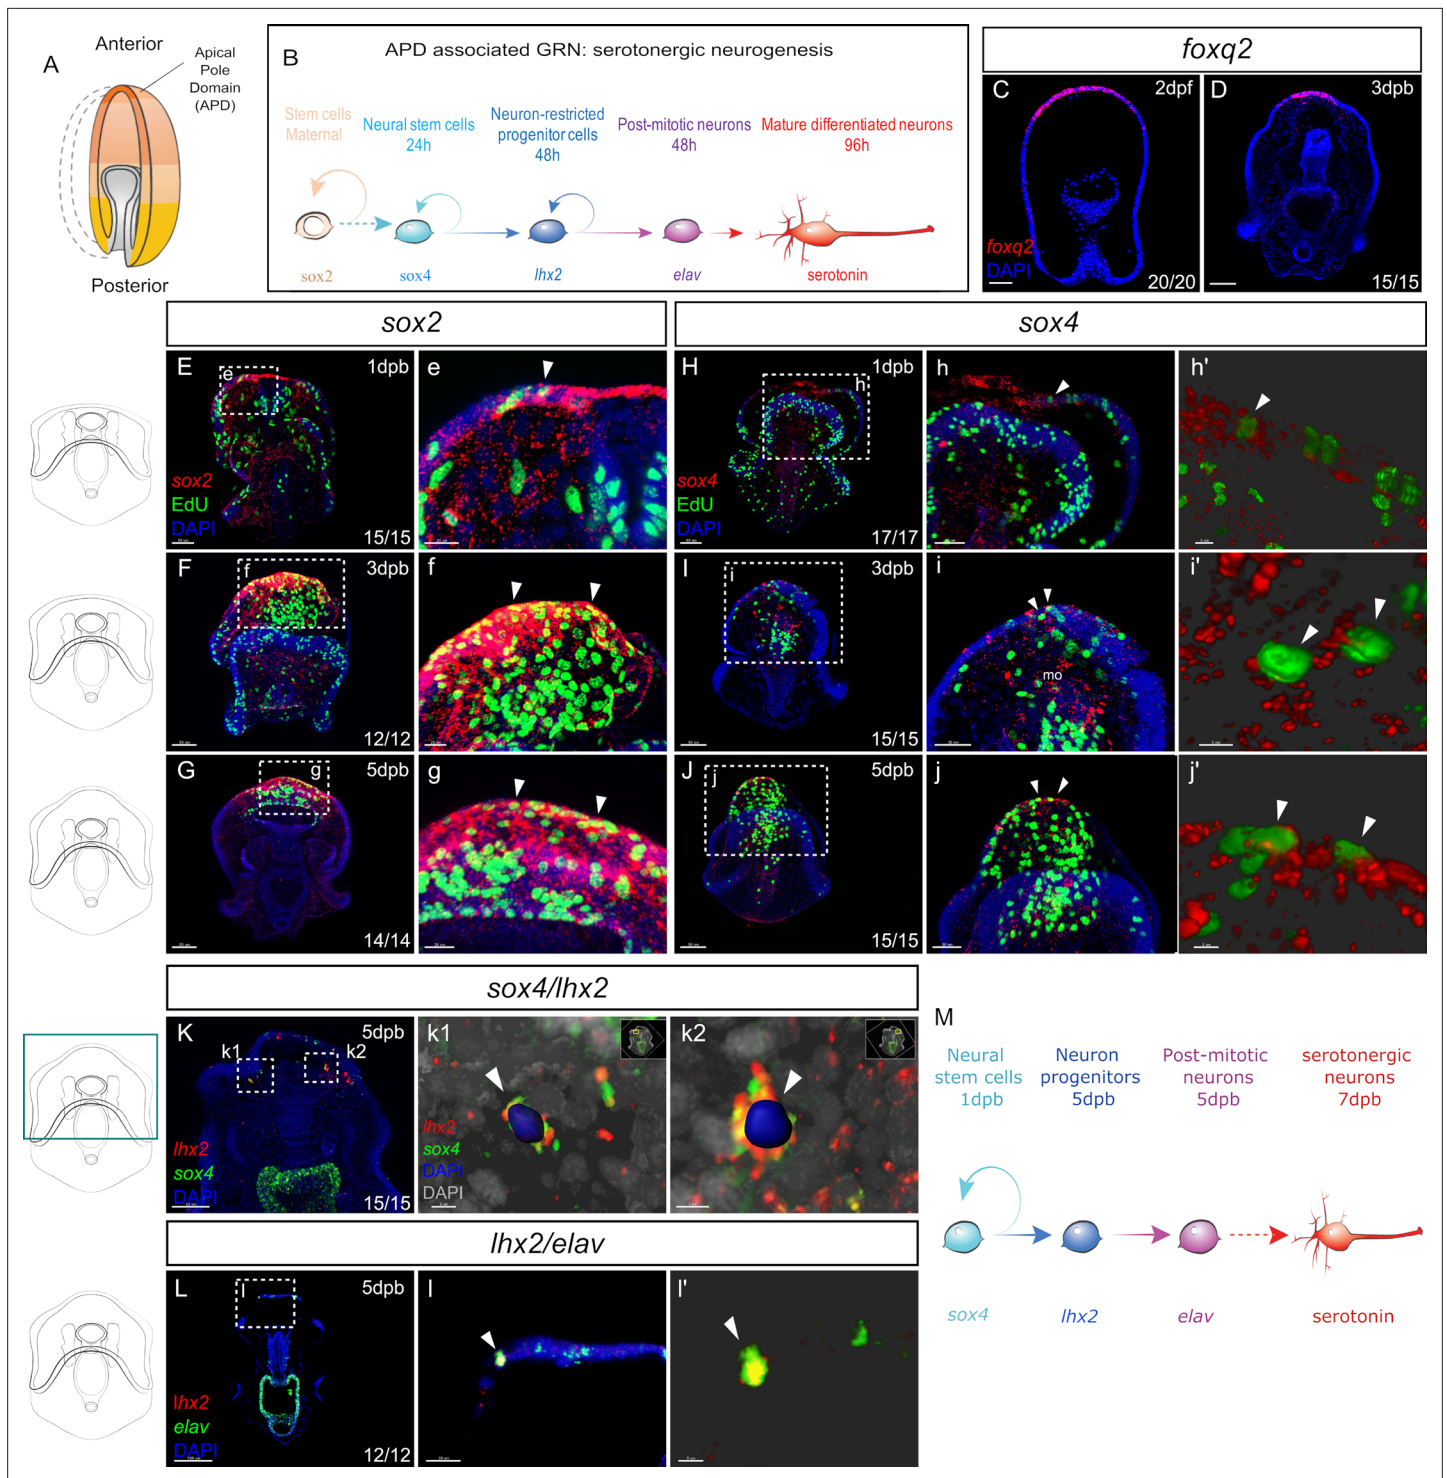 A
Anterior
Apical
Pole
Domain
(APD)
Posterior
B
APD associated GRN: serotonergic neurogenesis
Stem cells
Maternal
Neural stem cells
24h
Neuron-restricted
progenitor cells
48h
Post-mitotic neurons
48h
Mature differentiated neurons
96h
sox2
sox4
lhx2
elav
serotonin
foxq2
C
2dpf
foxq2
DAPI
20/20
D
3dpb
15/15
sox2
sox4
E
e
1dpb
sox2
EdU
DAPI
15/15
e
H
h
1dpb
sox4
EdU
DAPI
17/17
h
h'
F
f
3dpb
12/12
f
I
i
3dpb
15/15
i
mo
i'
G
g
5dpb
14/14
g
J
j
5dpb
15/15
j
j'
sox4/lhx2
K
5dpb
k1
k2
lhx2
sox4
DAPI
15/15
k1
lhx2
sox4
DAPI
DAPI
k2
lhx2/elav
L
l
5dpb
lhx2
elav
DAPI
12/12
l
l'
M
Neural
stem cells
1dpb
Neuron
progenitors
5dpb
Post-mitotic
neurons
5dpb
serotonergic
neurons
7dpb
sox4
lhx2
elav
serotonin